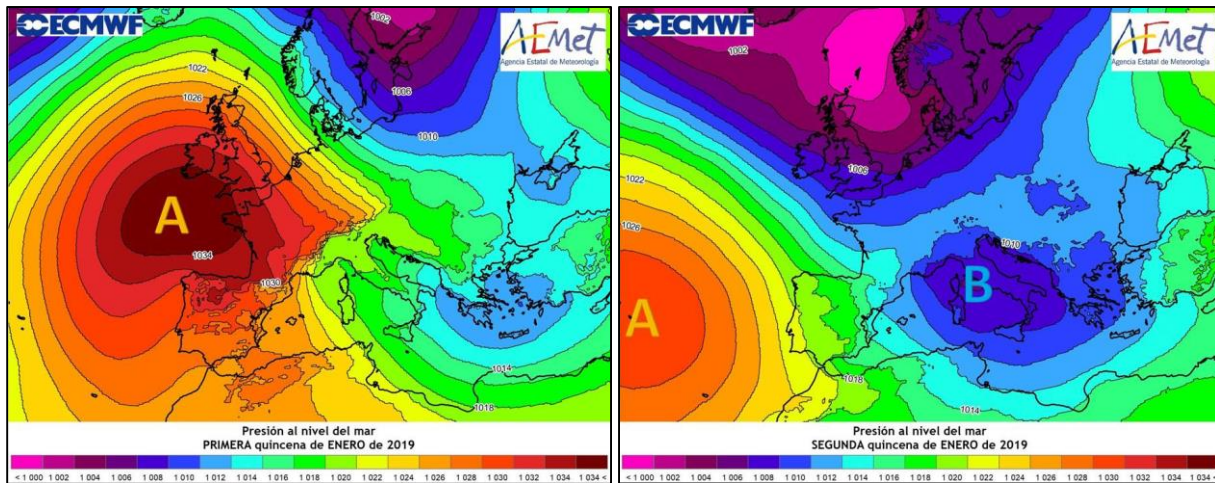 ECMWF
AEMet
Agencia Estatal de Meteorología
1002
1022
1026
1006
1010
A
1034
1030
1014
1018
Presión al nivel del mar
PRIMERA quincena de ENERO de 2019
< 1 000 1 002 1 004 1 006 1 008 1 010 1 012 1 014 1 016 1 018 1 020 1 022 1 024 1 026 1 028 1 030 1 032 1 034 1 034 <
ECMWF
AEMet
Agencia Estatal de Meteorología
1002
1006
1022
1026
1010
B
A
1018
1014
Presión al nivel del mar
SEGUNDA quincena de ENERO de 2019
< 1 000 1 002 1 004 1 006 1 008 1 010 1 012 1 014 1 016 1 018 1 020 1 022 1 024 1 026 1 028 1 030 1 032 1 034 1 034 <